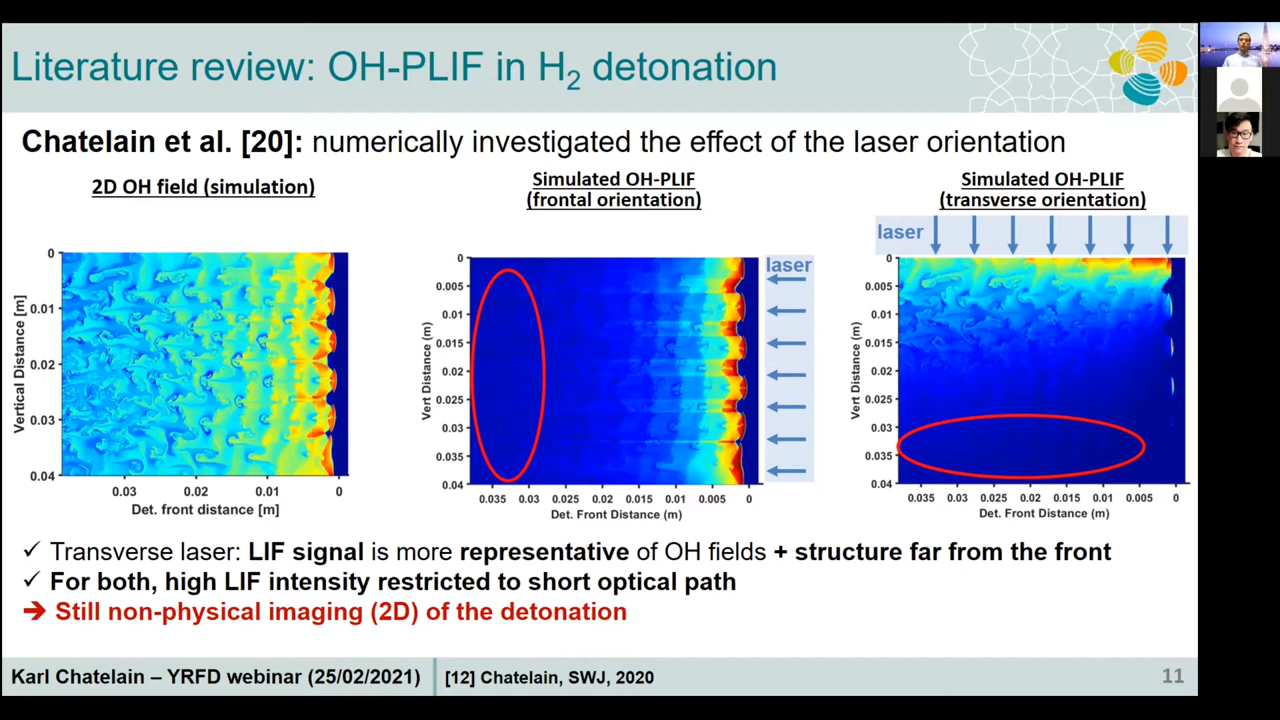 Literature review: OH-PLIF in H2 detonation
Chatelain et al. [20]: numerically investigated the effect of the laser orientation
2D OH field (simulation)
Simulated OH-PLIF
(frontal orientation)
Simulated OH-PLIF
(transverse orientation)
Vertical Distance [m]
0
0.01
0.02
0.03
0.04
0.03
0.02
0.01
0
Det. front distance [m]
Vert Distance (m)
0
0.005
0.01
0.015
0.02
0.025
0.03
0.035
0.04
0.035
0.03
0.025
0.02
0.015
0.01
0.005
0
Det. Front Distance (m)
laser
laser
Vert Distance (m)
0
0.005
0.01
0.015
0.02
0.025
0.03
0.035
0.04
0.035
0.03
0.025
0.02
0.015
0.01
0.005
0
Det. Front Distance (m)
✓ Transverse laser: LIF signal is more representative of OH fields + structure far from the front
✓ For both, high LIF intensity restricted to short optical path
➔ Still non-physical imaging (2D) of the detonation
Karl Chatelain – YRFD webinar (25/02/2021)
[12] Chatelain, SWJ, 2020
11